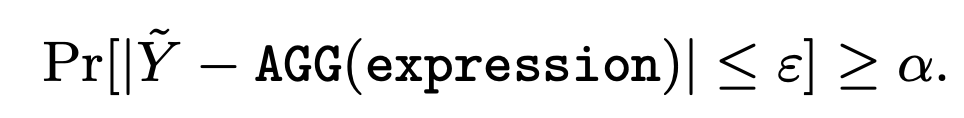 Pr[|Ỹ − AGG(expression)| ≤ ε] ≥ α.